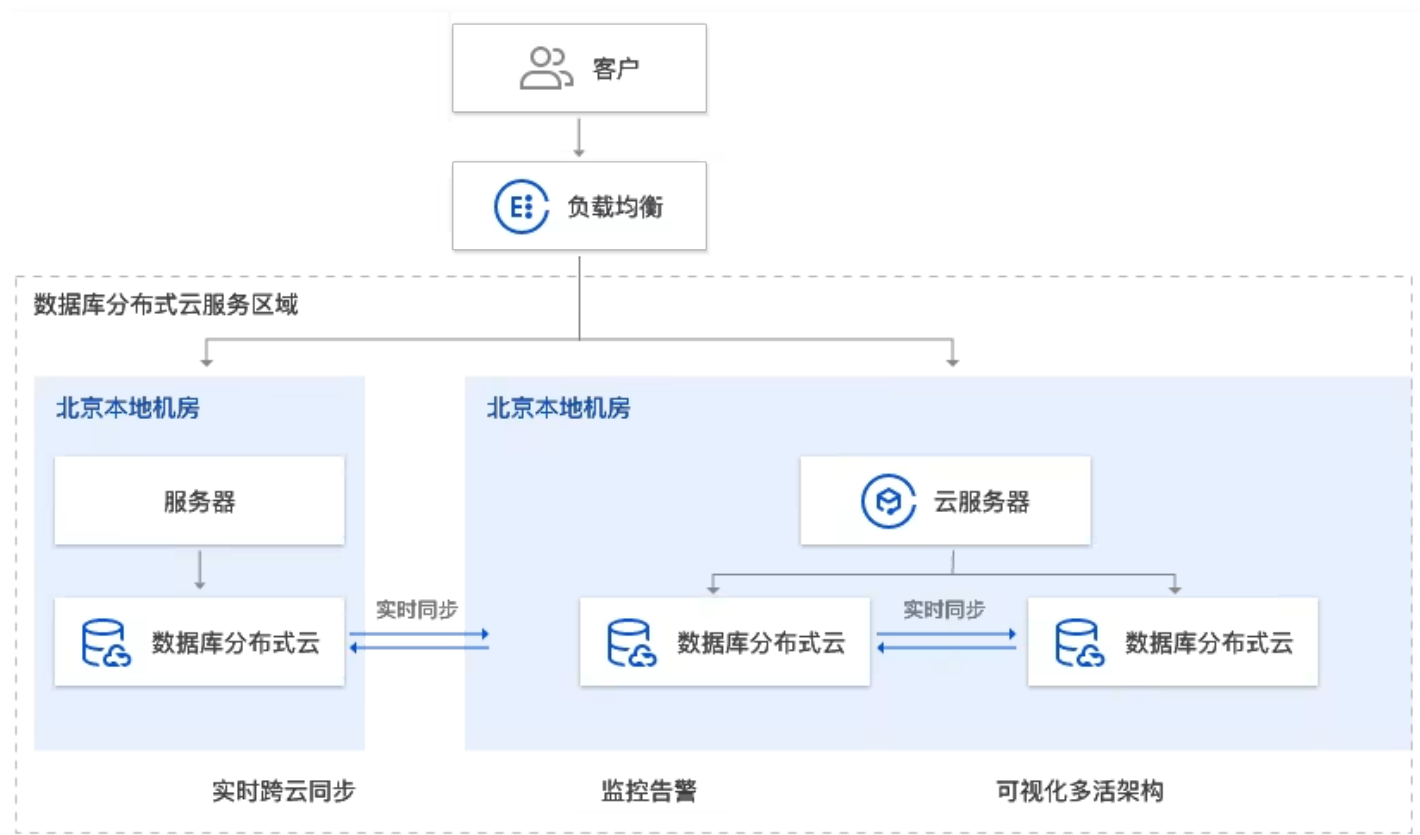 客户
负载均衡
数据库分布式云服务区域
北京本地机房
北京本地机房
服务器
云服务器
实时同步
实时同步
数据库分布式云
数据库分布式云
数据库分布式云
实时跨云同步
监控告警
可视化多活架构